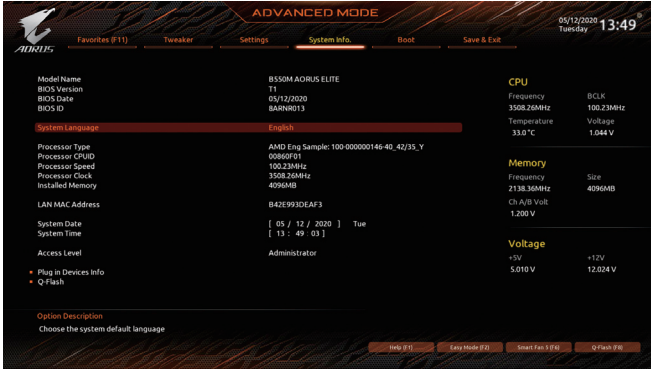 ADVANCED MODE
05/12/2020 Tuesday 13:49
AORUS
Favorites (F11) Tweaker Settings System Info. Boot Save & Exit
Model Name B550M AORUS ELITE
BIOS Version T1
BIOS Date 05/12/2020
BIOS ID BARNR013
System Language English
Processor Type AMD Eng Sample: 100-000000146-40_42/35_Y
Processor CPUID 00860F01
Processor Speed 100.23MHz
Processor Clock 3508.26MHz
Installed Memory 4096MB
LAN MAC Address B42E993DEAF3
System Date [ 05 / 12 / 2020 ] Tue
System Time [ 13 : 49 : 03 ]
Access Level Administrator
Plug in Devices Info
Q-Flash
CPU
Frequency BCLK
3508.26MHz 100.23MHz
Temperature Voltage
33.0 °C 1.044 V
Memory
Frequency Size
2138.36MHz 4096MB
Ch A/B Volt
1.200 V
Voltage
+5V +12V
5.010 V 12.024 V
Option Description
Choose the system default language
Help (F1) Easy Mode (F2) Smart Fan 5 (F6) Q-Flash (F8)